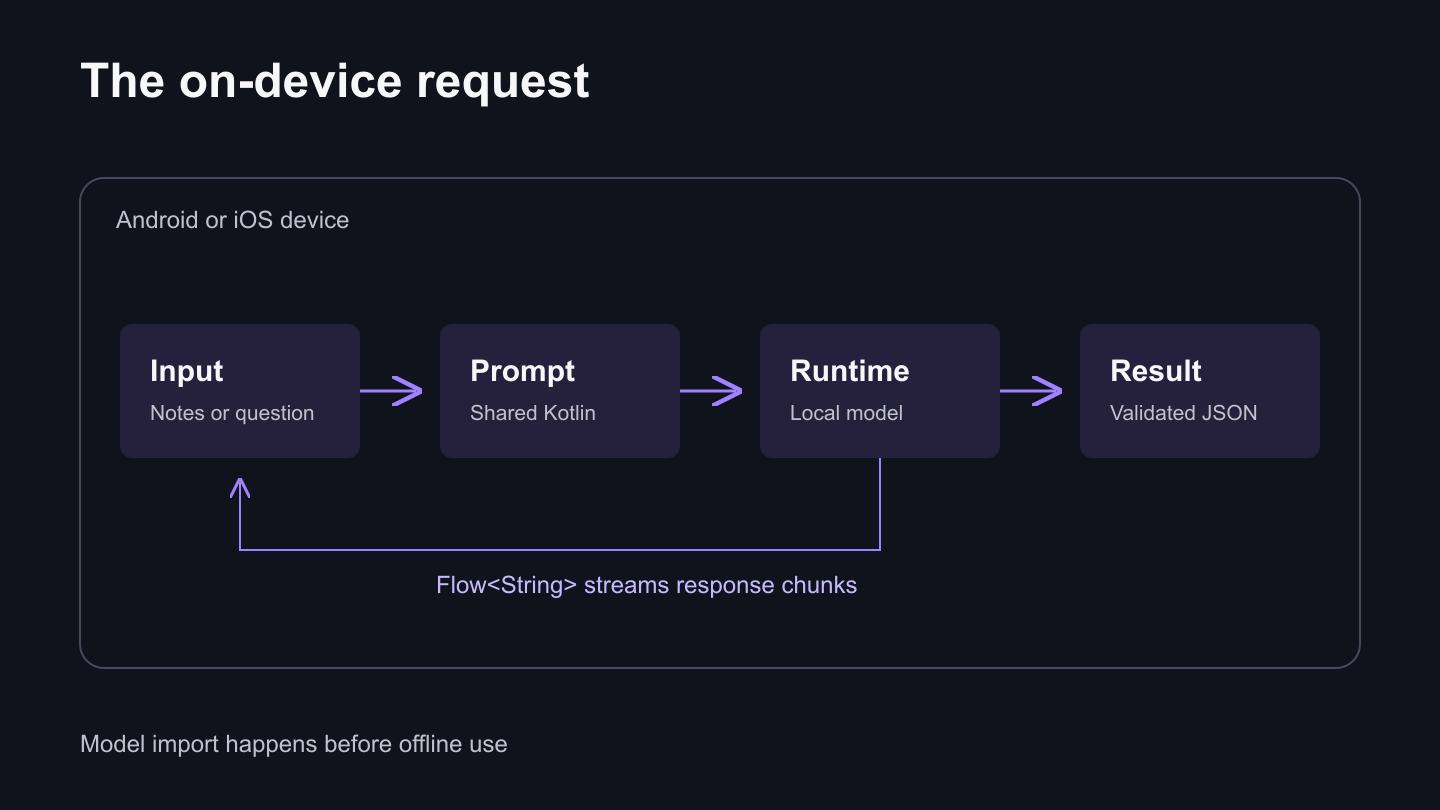 The on-device request
Android or iOS device
Input
Notes or question
Prompt
Shared Kotlin
Runtime
Local model
Result
Validated JSON
Flow<String> streams response chunks
Model import happens before offline use